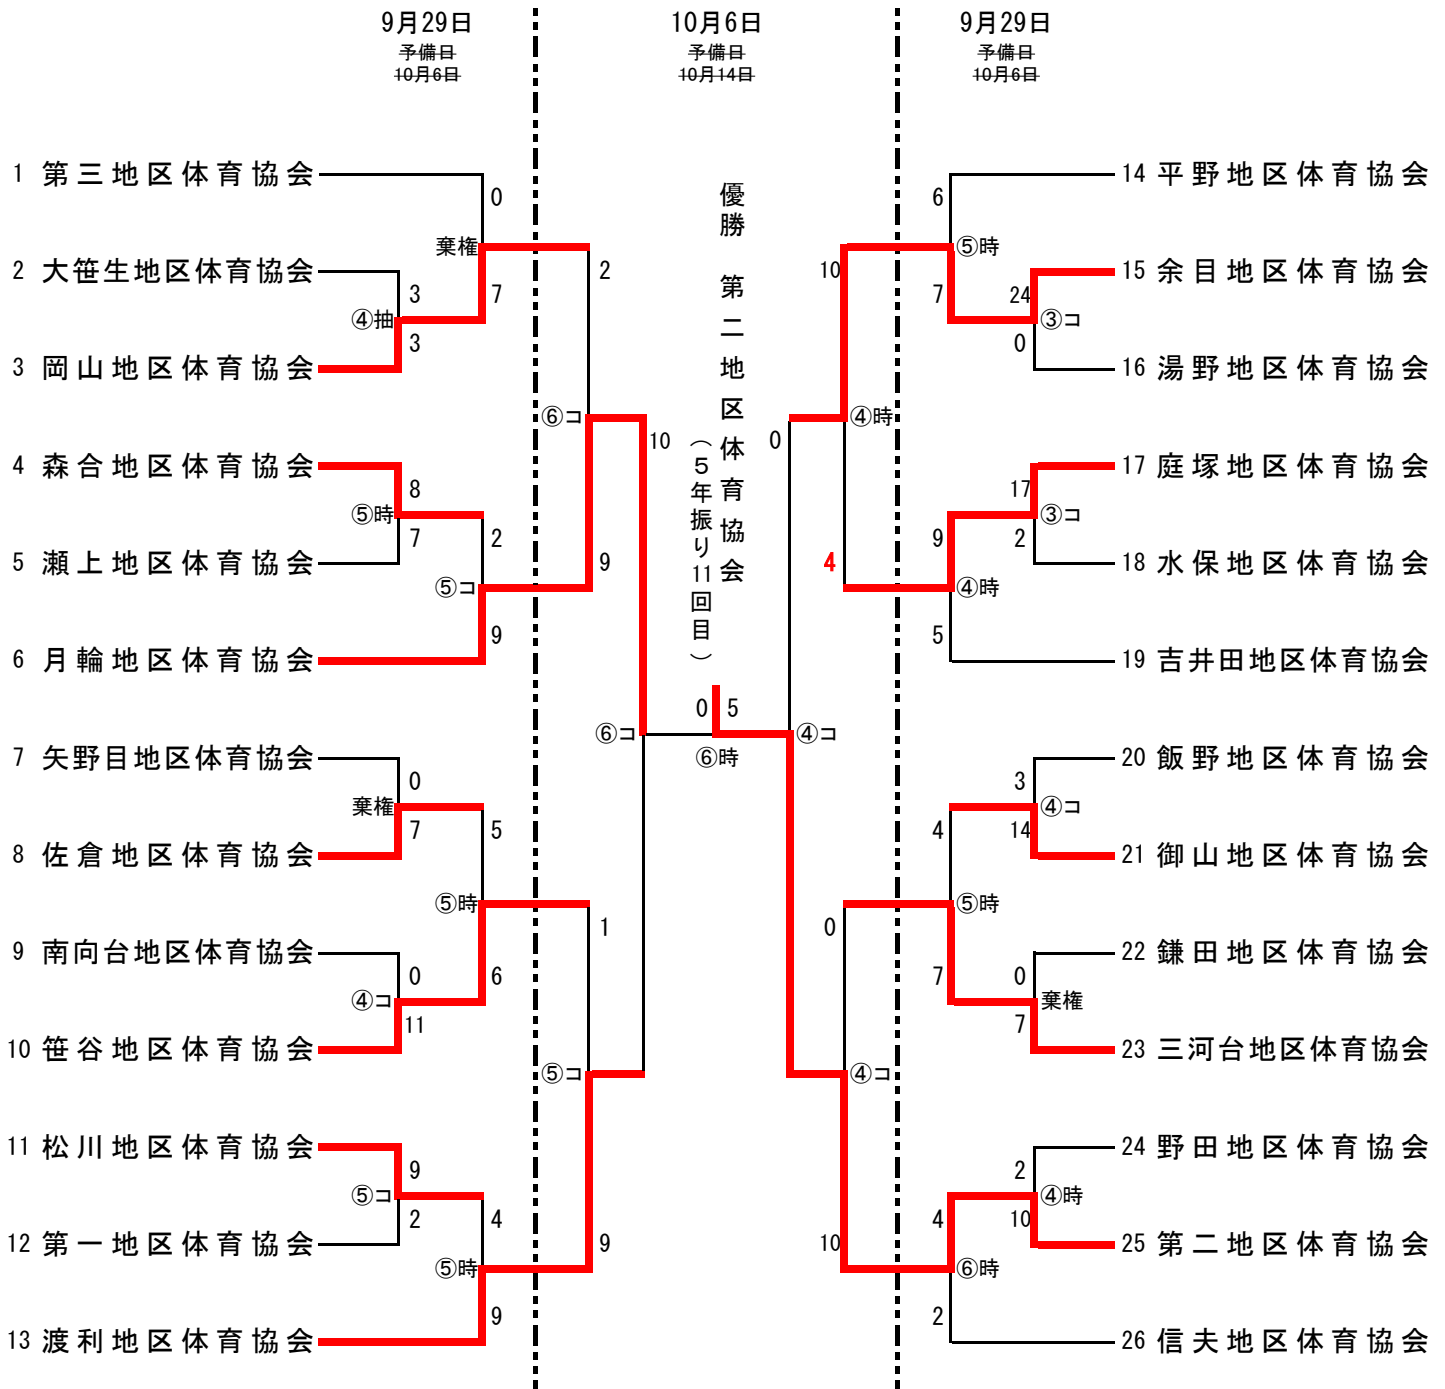 9月29日
予備日
10月6日
10月6日
予備日
10月14日
9月29日
予備日
10月6日
1 第三地区体育協会
0
棄権
2 大笹生地区体育協会
3
7
④抽
3
3 岡山地区体育協会
2
⑥コ
4 森合地区体育協会
8
⑤時
7
2
5 瀬上地区体育協会
9
⑤コ
9
6 月輪地区体育協会
10
⑥コ
7 矢野目地区体育協会
0
棄権
7
5
8 佐倉地区体育協会
⑤時
1
9 南向台地区体育協会
0
6
④コ
11
10 笹谷地区体育協会
⑤コ
11 松川地区体育協会
9
⑤コ
2
4
12 第一地区体育協会
9
⑤時
9
13 渡利地区体育協会
優勝 第二地区体育協会
(5年振り11回目)
0 5
⑥時
14 平野地区体育協会
6
⑤時
10
15 余目地区体育協会
7
24
③コ
0
16 湯野地区体育協会
④時
0
17 庭塚地区体育協会
17
③コ
9
2
4
18 水保地区体育協会
④時
5
19 吉井田地区体育協会
④コ
20 飯野地区体育協会
3
④コ
4
14
21 御山地区体育協会
⑤時
0
22 鎌田地区体育協会
7
0
棄権
7
23 三河台地区体育協会
④コ
24 野田地区体育協会
2
④時
4
10
25 第二地区体育協会
10
⑥時
2
26 信夫地区体育協会